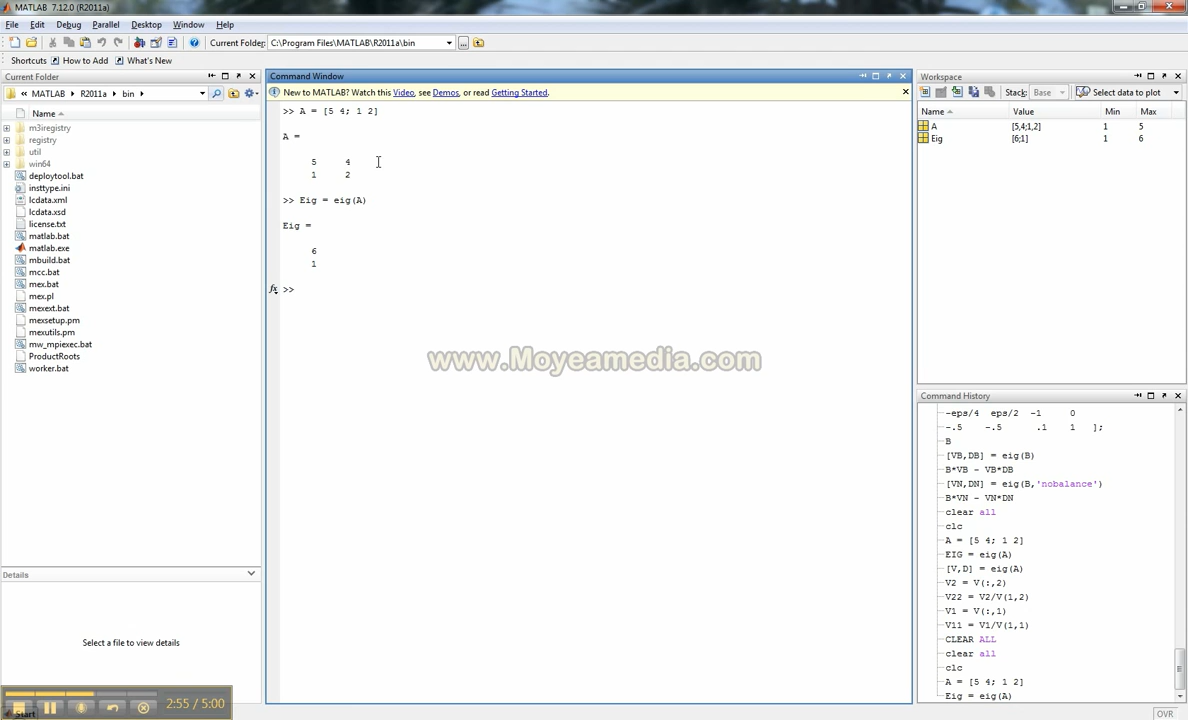 MATLAB 7.12.0 (R2011a)
File Edit Debug Parallel Desktop Window Help
Current Folder: C:\Program Files\MATLAB\R2011a\bin
Shortcuts How to Add What's New
Current Folder
« MATLAB R2011a bin
Name
m3iregistry
registry
util
win64
deploytool.bat
insttype.ini
lcdata.xml
lcdata.xsd
license.txt
matlab.bat
matlab.exe
mbuild.bat
mcc.bat
mex.bat
mex.pl
mexext.bat
mexsetup.pm
mexutils.pm
mw_mpiexec.bat
ProductRoots
worker.bat
Details
Select a file to view details
2:55 / 5:00
Start
Command Window
New to MATLAB? Watch this Video, see Demos, or read Getting Started.
>> A = [5 4; 1 2]
A =
5 4
1 2
>> Eig = eig(A)
Eig =
6
1
fx >>
www.Moyeamedia.com
Workspace
Stack: Base Select data to plot
Name Value Min Max
A [5,4;1,2] 1 5
Eig [6;1] 1 6
Command History
-eps/4 eps/2 -1 0
-.5 -.5 .1 1 ];
B
[VB,DB] = eig(B)
B*VB - VB*DB
[VN,DN] = eig(B,'nobalance')
B*VN - VN*DN
clear all
clc
A = [5 4; 1 2]
EIG = eig(A)
[V,D] = eig(A)
V2 = V(:,2)
V22 = V2/V(1,2)
V1 = V(:,1)
V11 = V1/V(1,1)
CLEAR ALL
clear all
clc
A = [5 4; 1 2]
Eig = eig(A)
OVR